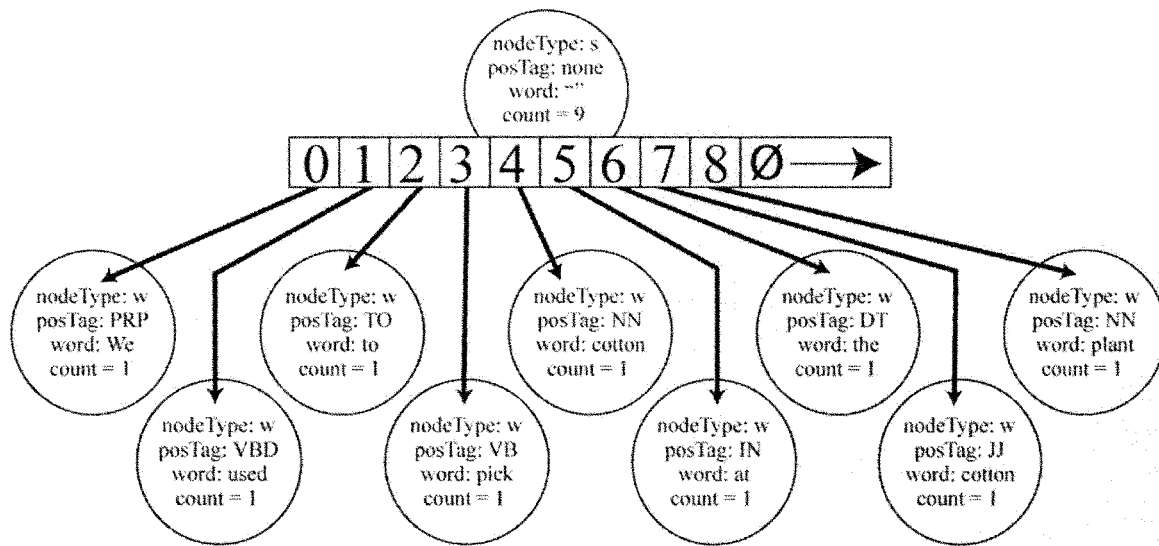 nodeType: s
posTag: none
word: “”
count = 9
0 1 2 3 4 5 6 7 8 Ø
nodeType: w
posTag: PRP
word: We
count = 1
nodeType: w
posTag: TO
word: to
count = 1
nodeType: w
posTag: NN
word: cotton
count = 1
nodeType: w
posTag: DT
word: the
count = 1
nodeType: w
posTag: NN
word: plant
count = 1
nodeType: w
posTag: VBD
word: used
count = 1
nodeType: w
posTag: VB
word: pick
count = 1
nodeType: w
posTag: IN
word: at
count = 1
nodeType: w
posTag: JJ
word: cotton
count = 1